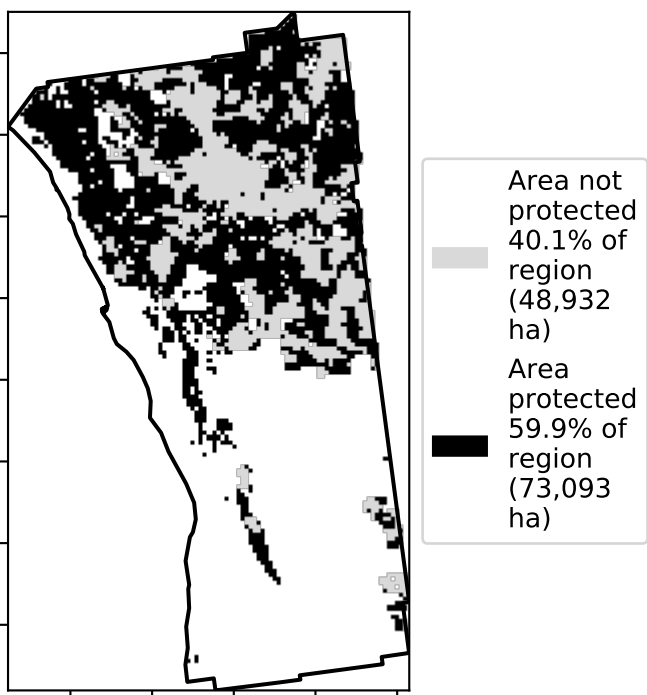 Area not
protected
40.1% of
region
(48,932
ha)
Area
protected
59.9% of
region
(73,093
ha)